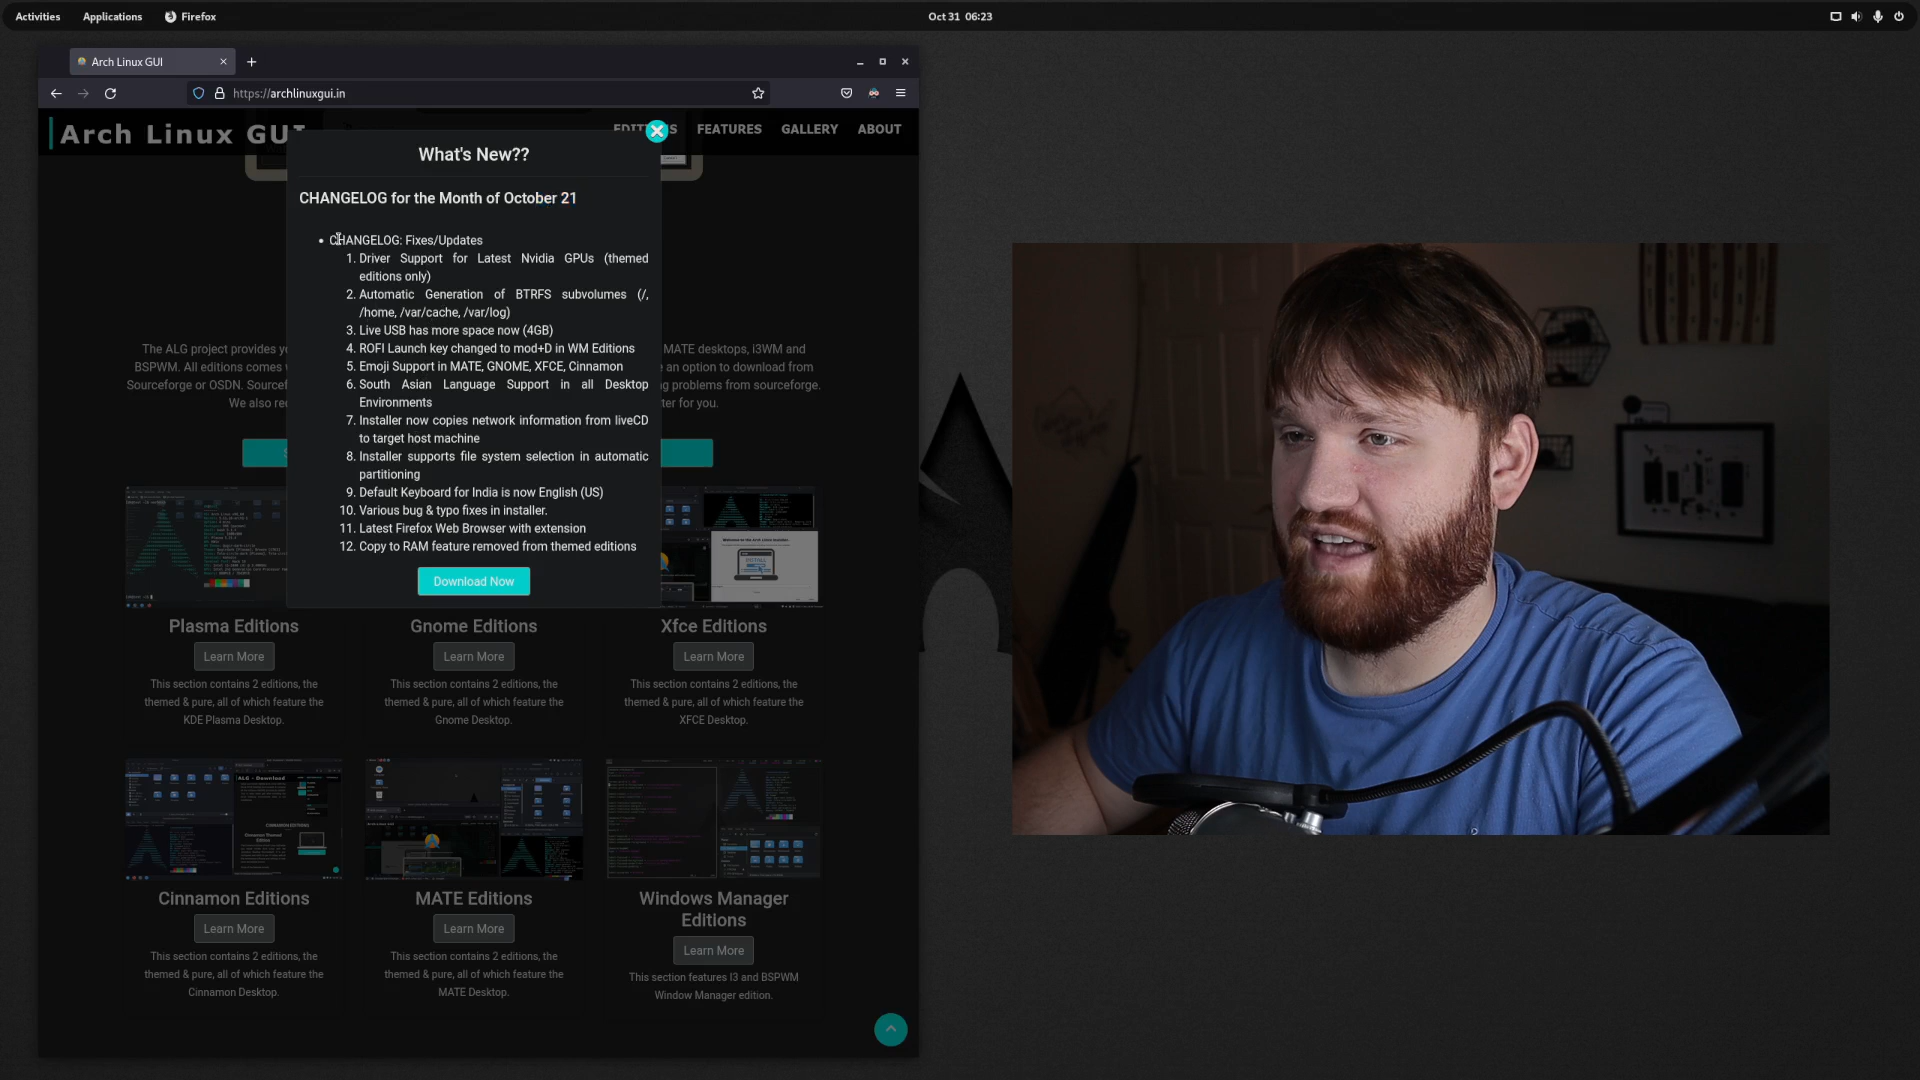 Activities Applications Firefox Oct 31 06:23
Arch Linux GUI
https://archlinuxgui.in
Arch Linux GUI
FEATURES GALLERY ABOUT
What's New??
CHANGELOG for the Month of October 21
CHANGELOG: Fixes/Updates
1. Driver Support for Latest Nvidia GPUs (themed
editions only)
2. Automatic Generation of BTRFS subvolumes (/,
/home, /var/cache, /var/log)
3. Live USB has more space now (4GB)
4. ROFI Launch key changed to mod+D in WM Editions
5. Emoji Support in MATE, GNOME, XFCE, Cinnamon
6. South Asian Language Support in all Desktop
Environments
7. Installer now copies network information from liveCD
to target host machine
8. Installer supports file system selection in automatic
partitioning
9. Default Keyboard for India is now English (US)
10. Various bug & typo fixes in installer.
11. Latest Firefox Web Browser with extension
12. Copy to RAM feature removed from themed editions
Download Now
The ALG project provides MATE desktops, i3WM and
BSPWM. All editions comes an option to download from
Sourceforge or OSDN. problems from sourceforge.
We also ter for you.
Plasma Editions
Learn More
This section contains 2 editions, the
themed & pure, all of which feature the
KDE Plasma Desktop.
Gnome Editions
Learn More
This section contains 2 editions, the
themed & pure, all of which feature the
Gnome Desktop.
Xfce Editions
Learn More
This section contains 2 editions, the
themed & pure, all of which feature the
XFCE Desktop.
Cinnamon Editions
Learn More
This section contains 2 editions, the
themed & pure, all of which feature the
Cinnamon Desktop.
MATE Editions
Learn More
This section contains 2 editions, the
themed & pure, all of which feature the
MATE Desktop.
Windows Manager
Editions
Learn More
This section features I3 and BSPWM
Window Manager edition.